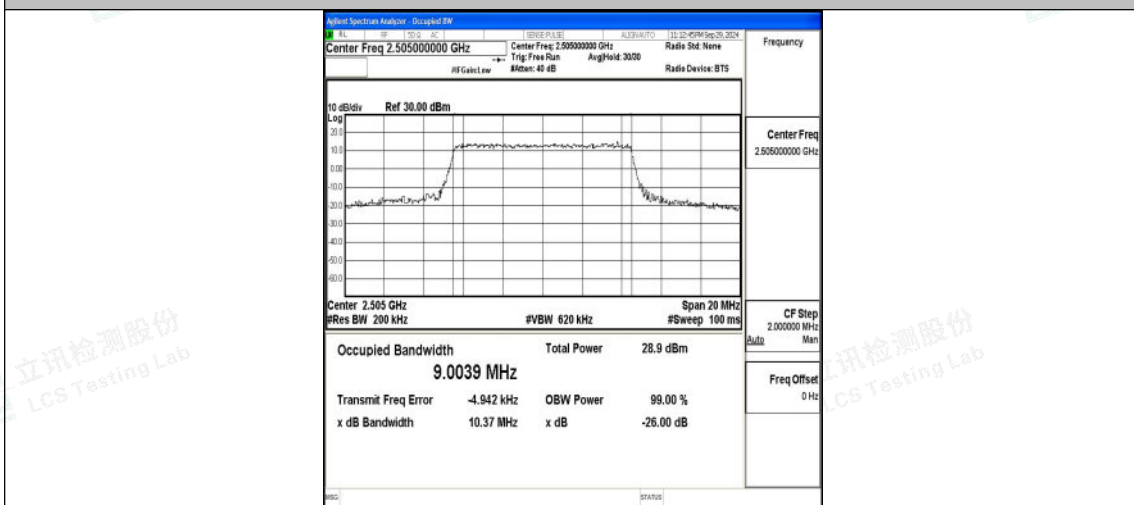 Agilent Spectrum Analyzer - Occupied BW
RL RF 50 Ω AC SENSE:PULSE ALIGNAUTO 11:12:45PM Sep 29, 2024
Center Freq 2.505000000 GHz
Center Freq: 2.505000000 GHz
Radio Std: None
Trig: Free Run Avg|Hold: 30/30
#IFGain:Low #Atten: 40 dB Radio Device: BTS
Frequency
10 dB/div Ref 30.00 dBm
Log
20.0
10.0
0.00
-10.0
-20.0
-30.0
-40.0
-50.0
-60.0
Center 2.505 GHz Span 20 MHz
#Res BW 200 kHz #VBW 620 kHz #Sweep 100 ms
Occupied Bandwidth Total Power 28.9 dBm
9.0039 MHz
Transmit Freq Error -4.942 kHz OBW Power 99.00 %
x dB Bandwidth 10.37 MHz x dB -26.00 dB
MSG STATUS
Center Freq
2.505000000 GHz
CF Step
2.000000 MHz
Auto Man
Freq Offset
0 Hz
立讯检测股份
LCS Testing Lab
立讯检测股份
LCS Testing Lab